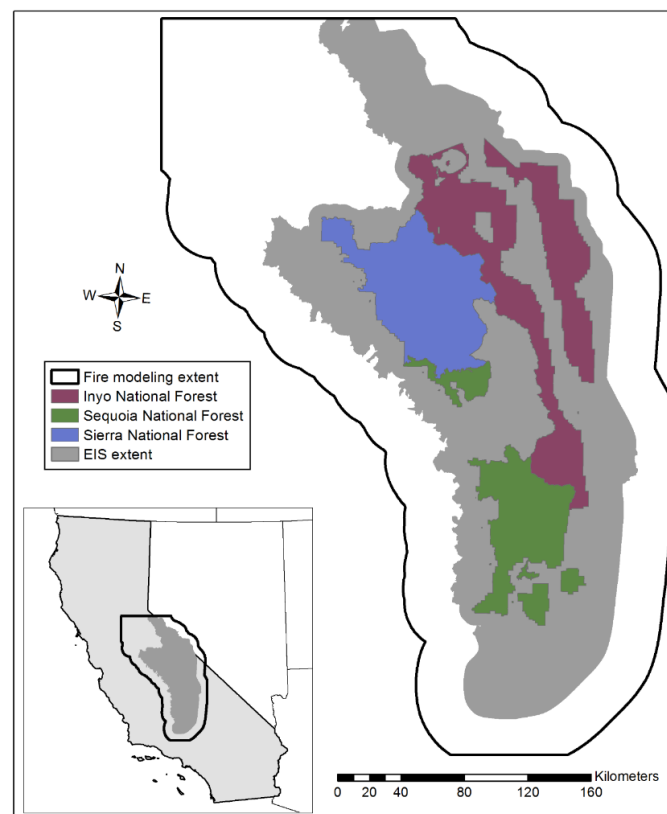 N
W E
S
Fire modeling extent
Inyo National Forest
Sequoia National Forest
Sierra National Forest
EIS extent
Kilometers
0 20 40 80 120 160